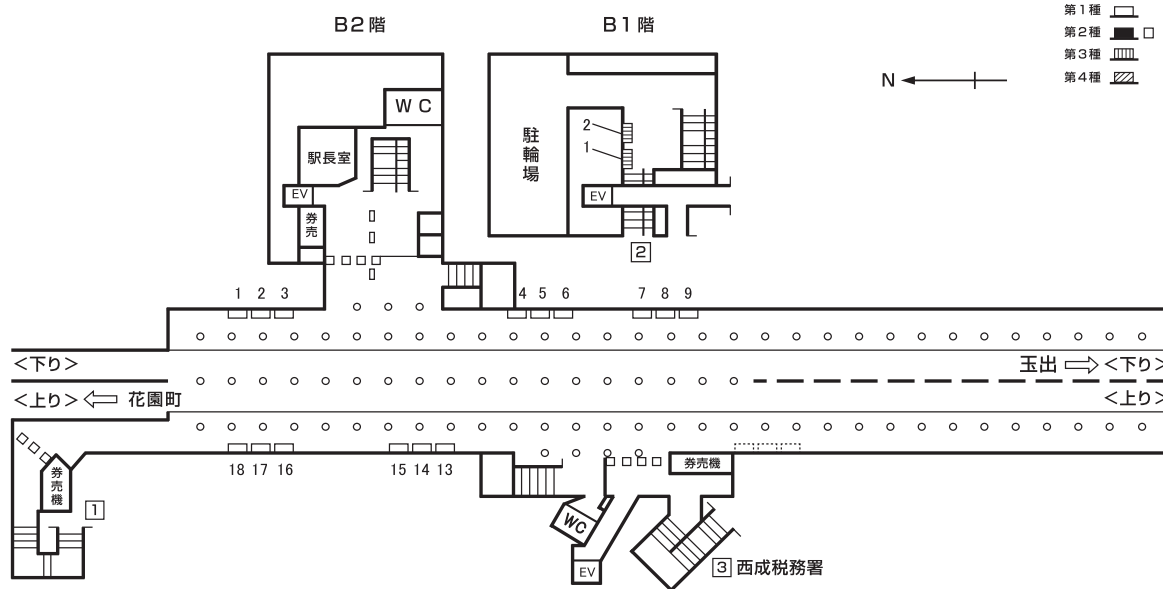 B2階
B1階
第1種
第2種
第3種
第4種
N
WC
駅長室
EV
券売
駐輪場
2
1
EV
2
1 2 3
4 5 6
7 8 9
<下り>
玉出 <下り>
<上り> 花園町
<上り>
18 17 16
15 14 13
券売機
券売機
1
WC
EV
3 西成税務署